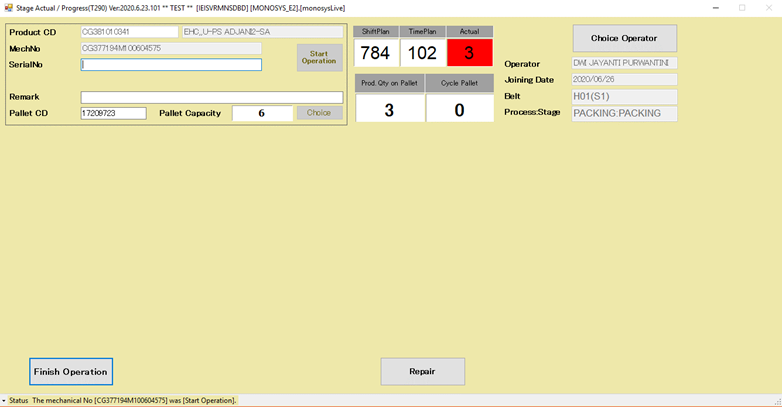 Stage Actual / Progress(T290) Ver:2020.6.23.101 ** TEST ** [IEISVRMNSDBD] [MONOSYS_E2].[monosysLive]
Product CD CG381010341 EHC_U-PS ADJANI2-SA
MechNo CG377194M100604575
SerialNo
Start Operation
Remark
Pallet CD 17209723 Pallet Capacity 6 Choice
ShiftPlan TimePlan Actual
784 102 3
Prod. Qty on Pallet Cycle Pallet
3 0
Choice Operator
Operator DWI JAYANTI PURWANTINI
Joining Date 2020/06/26
Belt H01(S1)
Process:Stage PACKING:PACKING
Finish Operation Repair
Status The mechanical No [CG377194M100604575] was [Start Operation].